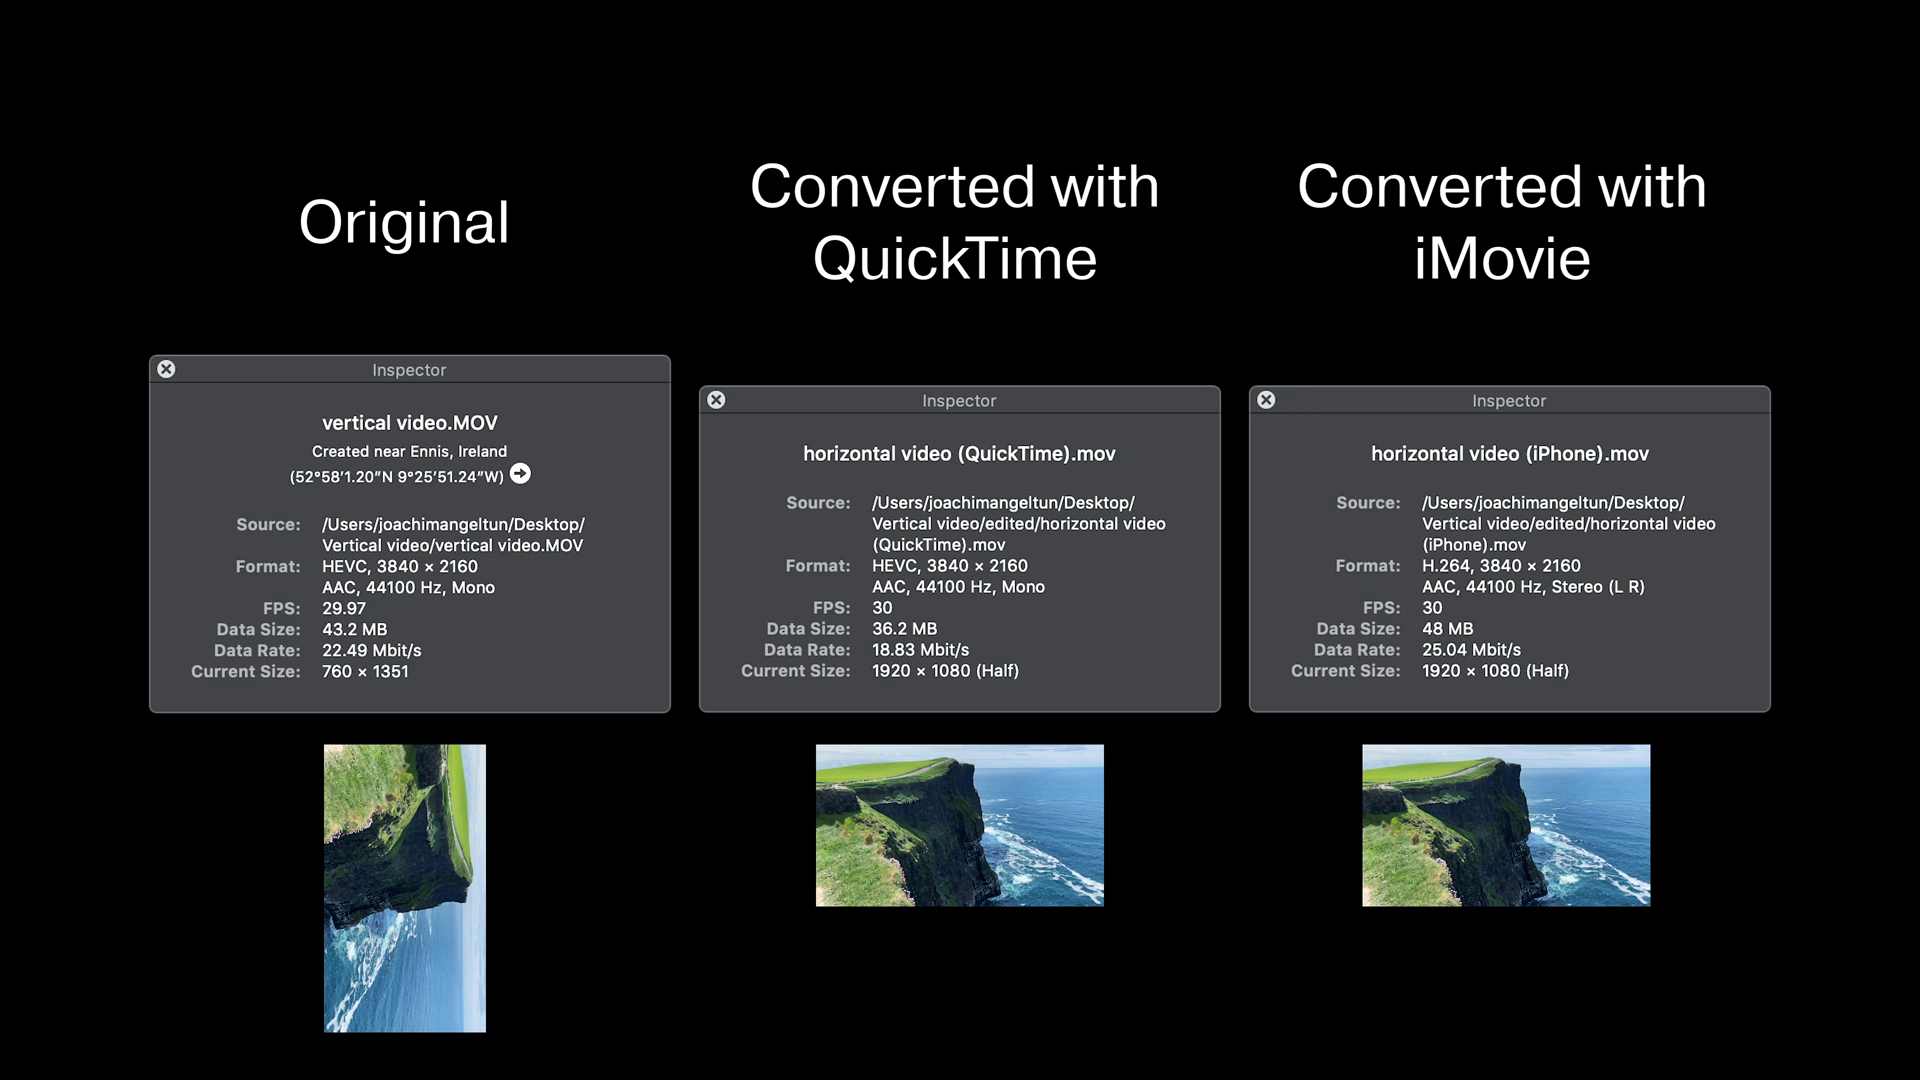 Original
Converted with
QuickTime
Converted with
iMovie
Inspector
vertical video.MOV
Created near Ennis, Ireland
(52°58’1.20”N 9°25’51.24”W)
Source: /Users/joachimangeltun/Desktop/
Vertical video/vertical video.MOV
Format: HEVC, 3840 × 2160
AAC, 44100 Hz, Mono
FPS: 29.97
Data Size: 43.2 MB
Data Rate: 22.49 Mbit/s
Current Size: 760 × 1351
Inspector
horizontal video (QuickTime).mov
Source: /Users/joachimangeltun/Desktop/
Vertical video/edited/horizontal video
(QuickTime).mov
Format: HEVC, 3840 × 2160
AAC, 44100 Hz, Mono
FPS: 30
Data Size: 36.2 MB
Data Rate: 18.83 Mbit/s
Current Size: 1920 × 1080 (Half)
Inspector
horizontal video (iPhone).mov
Source: /Users/joachimangeltun/Desktop/
Vertical video/edited/horizontal video
(iPhone).mov
Format: H.264, 3840 × 2160
AAC, 44100 Hz, Stereo (L R)
FPS: 30
Data Size: 48 MB
Data Rate: 25.04 Mbit/s
Current Size: 1920 × 1080 (Half)